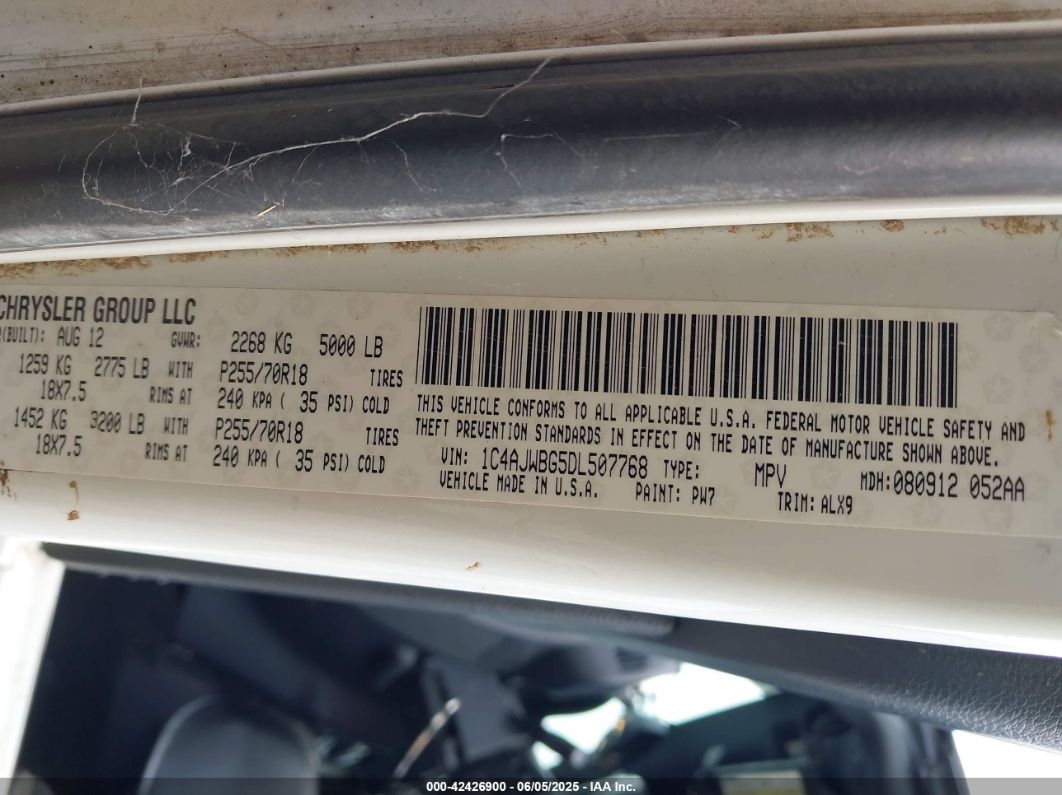 CHRYSLER GROUP LLC
R(BUILT): AUG 12 GVWR: 2268 KG 5000 LB
1259 KG 2775 LB WITH P255/70R18 TIRES
18X7.5 RIMS AT 240 KPA ( 35 PSI) COLD
1452 KG 3200 LB WITH P255/70R18 TIRES
18X7.5 RIMS AT 240 KPA ( 35 PSI) COLD
THIS VEHICLE CONFORMS TO ALL APPLICABLE U.S.A. FEDERAL MOTOR VEHICLE SAFETY AND
THEFT PREVENTION STANDARDS IN EFFECT ON THE DATE OF MANUFACTURE SHOWN ABOVE.
VIN: 1C4AJWBG5DL507768 TYPE: MPV MDH:080912 052AA
VEHICLE MADE IN U.S.A. PAINT: PW7 TRIM: ALX9
000-42426900 - 06/05/2025 - IAA Inc.